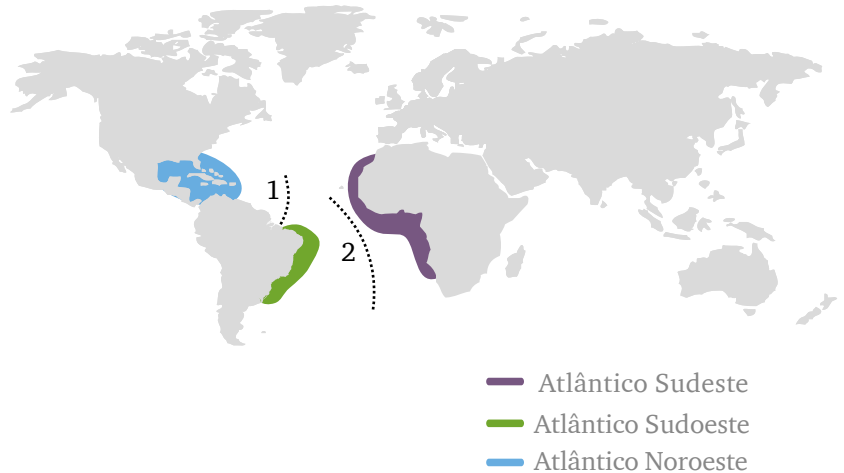 1
2
Atlântico Sudeste
Atlântico Sudoeste
Atlântico Noroeste